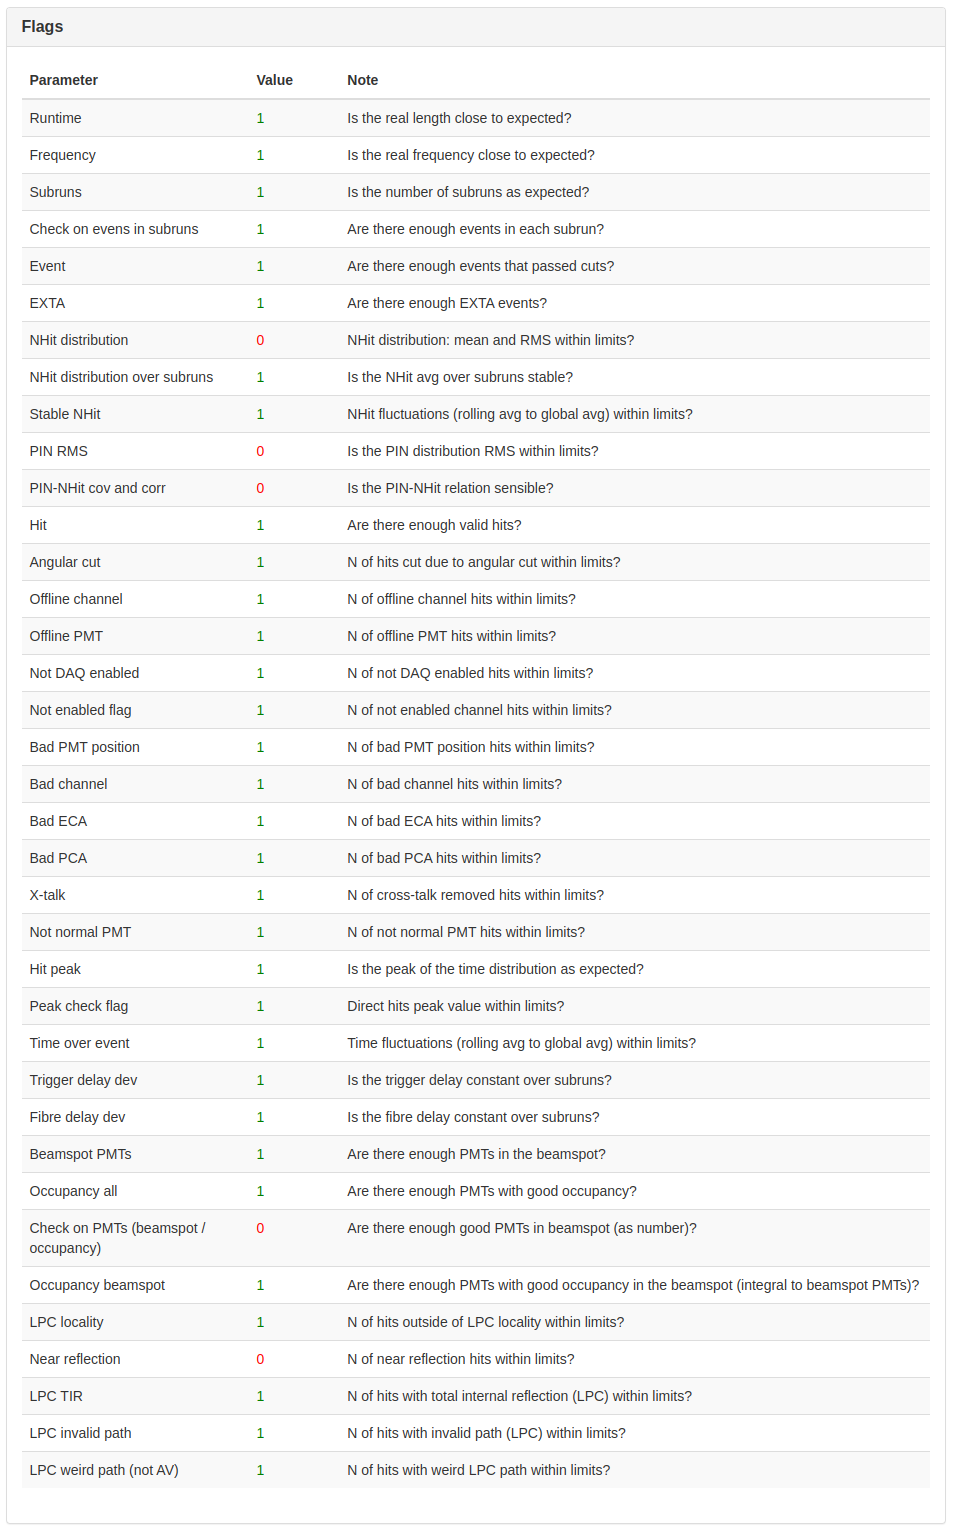 Flags
Parameter Value Note
Runtime 1 Is the real length close to expected?
Frequency 1 Is the real frequency close to expected?
Subruns 1 Is the number of subruns as expected?
Check on evens in subruns 1 Are there enough events in each subrun?
Event 1 Are there enough events that passed cuts?
EXTA 1 Are there enough EXTA events?
NHit distribution 0 NHit distribution: mean and RMS within limits?
NHit distribution over subruns 1 Is the NHit avg over subruns stable?
Stable NHit 1 NHit fluctuations (rolling avg to global avg) within limits?
PIN RMS 0 Is the PIN distribution RMS within limits?
PIN-NHit cov and corr 0 Is the PIN-NHit relation sensible?
Hit 1 Are there enough valid hits?
Angular cut 1 N of hits cut due to angular cut within limits?
Offline channel 1 N of offline channel hits within limits?
Offline PMT 1 N of offline PMT hits within limits?
Not DAQ enabled 1 N of not DAQ enabled hits within limits?
Not enabled flag 1 N of not enabled channel hits within limits?
Bad PMT position 1 N of bad PMT position hits within limits?
Bad channel 1 N of bad channel hits within limits?
Bad ECA 1 N of bad ECA hits within limits?
Bad PCA 1 N of bad PCA hits within limits?
X-talk 1 N of cross-talk removed hits within limits?
Not normal PMT 1 N of not normal PMT hits within limits?
Hit peak 1 Is the peak of the time distribution as expected?
Peak check flag 1 Direct hits peak value within limits?
Time over event 1 Time fluctuations (rolling avg to global avg) within limits?
Trigger delay dev 1 Is the trigger delay constant over subruns?
Fibre delay dev 1 Is the fibre delay constant over subruns?
Beamspot PMTs 1 Are there enough PMTs in the beamspot?
Occupancy all 1 Are there enough PMTs with good occupancy?
Check on PMTs (beamspot / 0 Are there enough good PMTs in beamspot (as number)?
occupancy)
Occupancy beamspot 1 Are there enough PMTs with good occupancy in the beamspot (integral to beamspot PMTs)?
LPC locality 1 N of hits outside of LPC locality within limits?
Near reflection 0 N of near reflection hits within limits?
LPC TIR 1 N of hits with total internal reflection (LPC) within limits?
LPC invalid path 1 N of hits with invalid path (LPC) within limits?
LPC weird path (not AV) 1 N of hits with weird LPC path within limits?